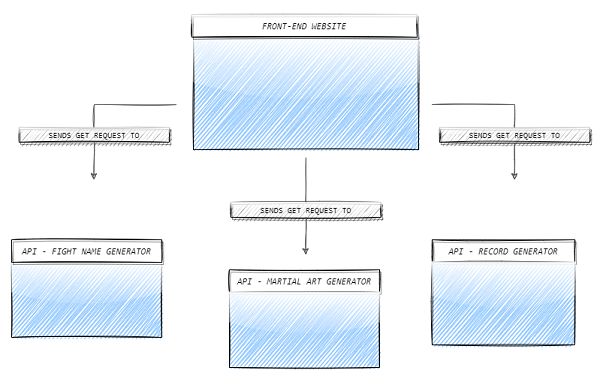 FRONT-END WEBSITE
SENDS GET REQUEST TO
SENDS GET REQUEST TO
SENDS GET REQUEST TO
API - FIGHT NAME GENERATOR
API - MARTIAL ART GENERATOR
API - RECORD GENERATOR